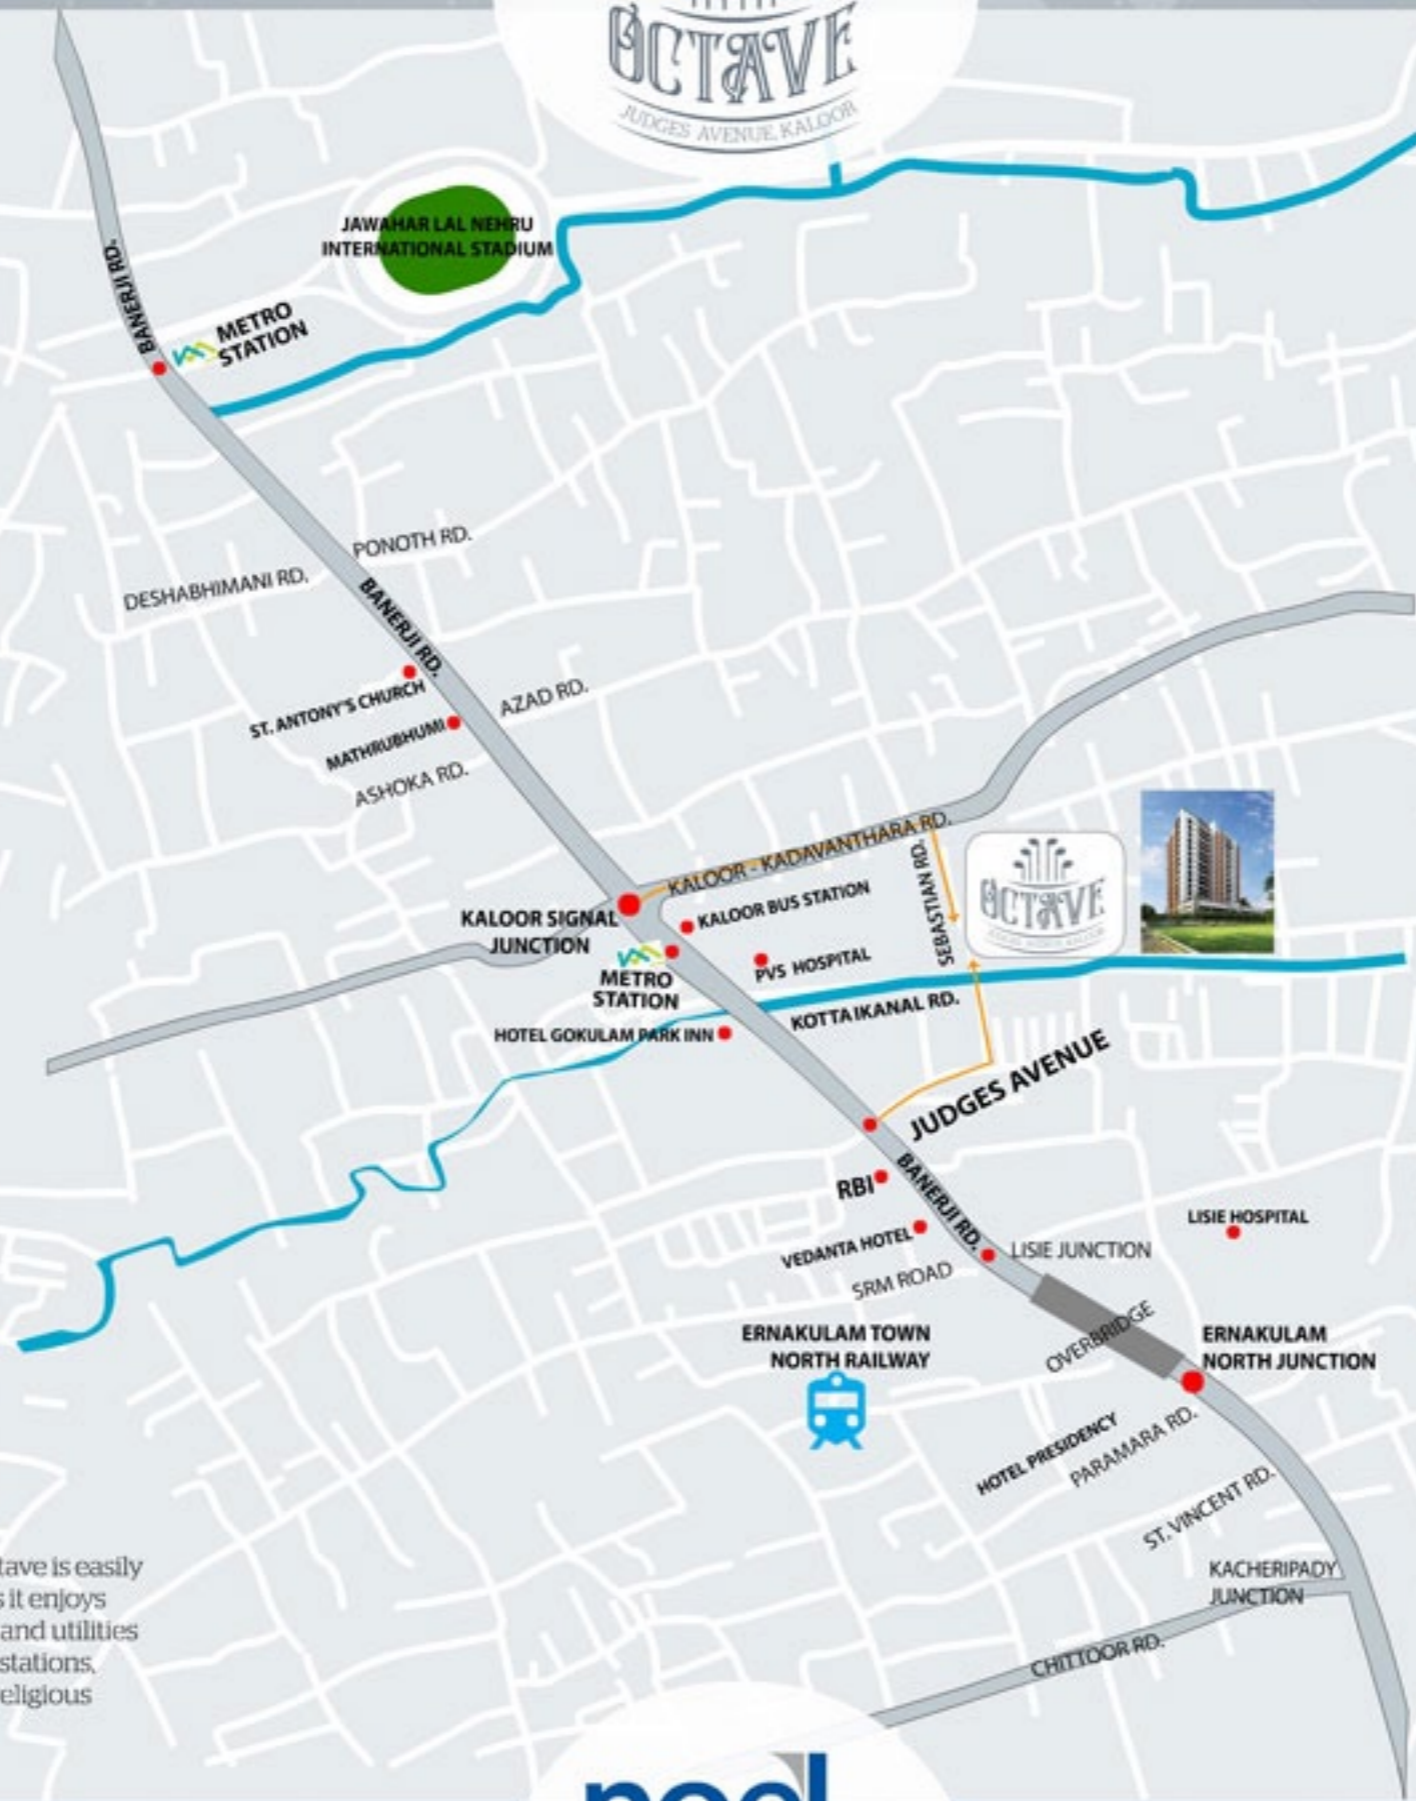 OCTAVE
JUDGES AVENUE, KALOOR
JAWAHAR LAL NEHRU
INTERNATIONAL STADIUM
BANERJI RD.
METRO
STATION
PONOTH RD.
DESHABHIMANI RD.
BANERJI RD.
ST. ANTONY'S CHURCH
AZAD RD.
MATHRUBHUMI
ASHOKA RD.
KALOOR - KADAVANTHARA RD.
SEBASTIAN RD.
OCTAVE
KALOOR SIGNAL
JUNCTION
KALOOR BUS STATION
METRO
STATION
PVS HOSPITAL
KOTTAIKANAL RD.
HOTEL GOKULAM PARK INN
JUDGES AVENUE
RBI
BANERJI RD.
VEDANTA HOTEL
LISIE HOSPITAL
LISIE JUNCTION
SRM ROAD
OVERBRIDGE
ERNAKULAM TOWN
NORTH RAILWAY
ERNAKULAM
NORTH JUNCTION
HOTEL PRESIDENCY
PARAMARA RD.
ST. VINCENT RD.
KACHERIPADY
JUNCTION
CHITTOOR RD.
tave is easily
s it enjoys
and utilities
stations,
eligious
noel